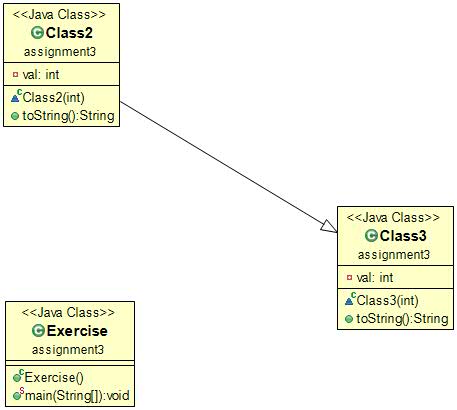 <<Java Class>>
Class2
assignment3
val: int
Class2(int)
toString():String
<<Java Class>>
Class3
assignment3
val: int
Class3(int)
toString():String
<<Java Class>>
Exercise
assignment3
Exercise()
main(String[]):void